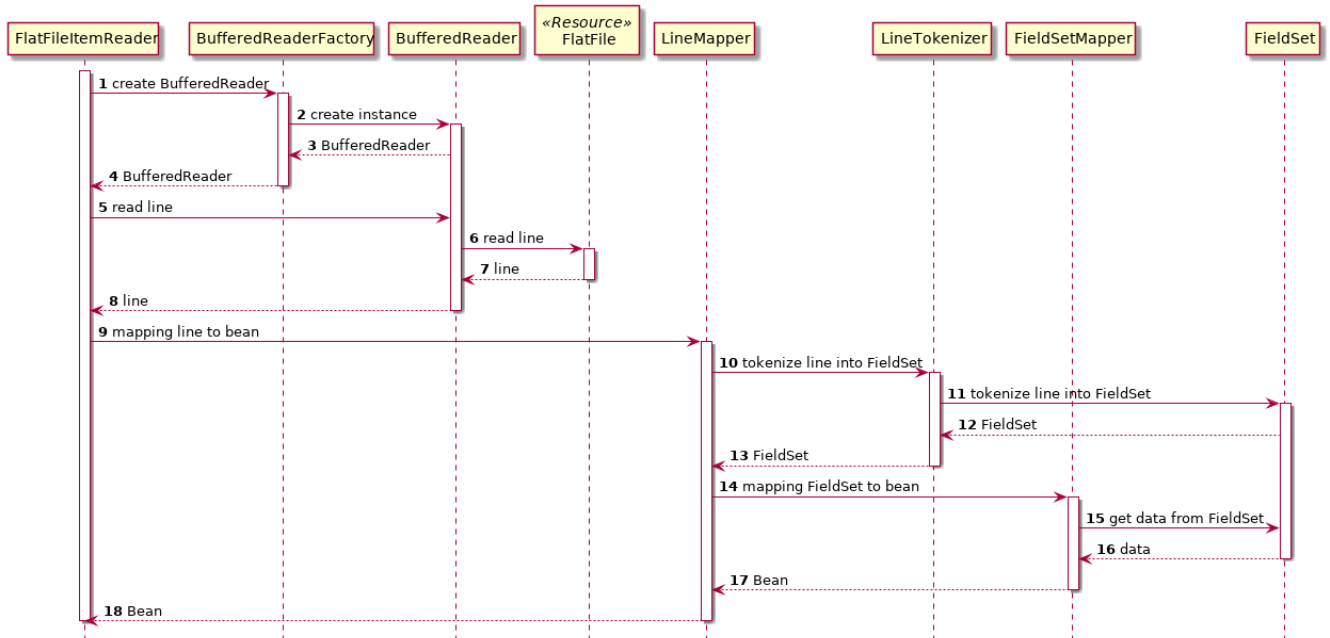 FlatFileItemReader
BufferedReaderFactory
BufferedReader
«Resource»
FlatFile
LineMapper
LineTokenizer
FieldSetMapper
FieldSet
1 create BufferedReader
2 create instance
3 BufferedReader
4 BufferedReader
5 read line
6 read line
7 line
8 line
9 mapping line to bean
10 tokenize line into FieldSet
11 tokenize line into FieldSet
12 FieldSet
13 FieldSet
14 mapping FieldSet to bean
15 get data from FieldSet
16 data
17 Bean
18 Bean